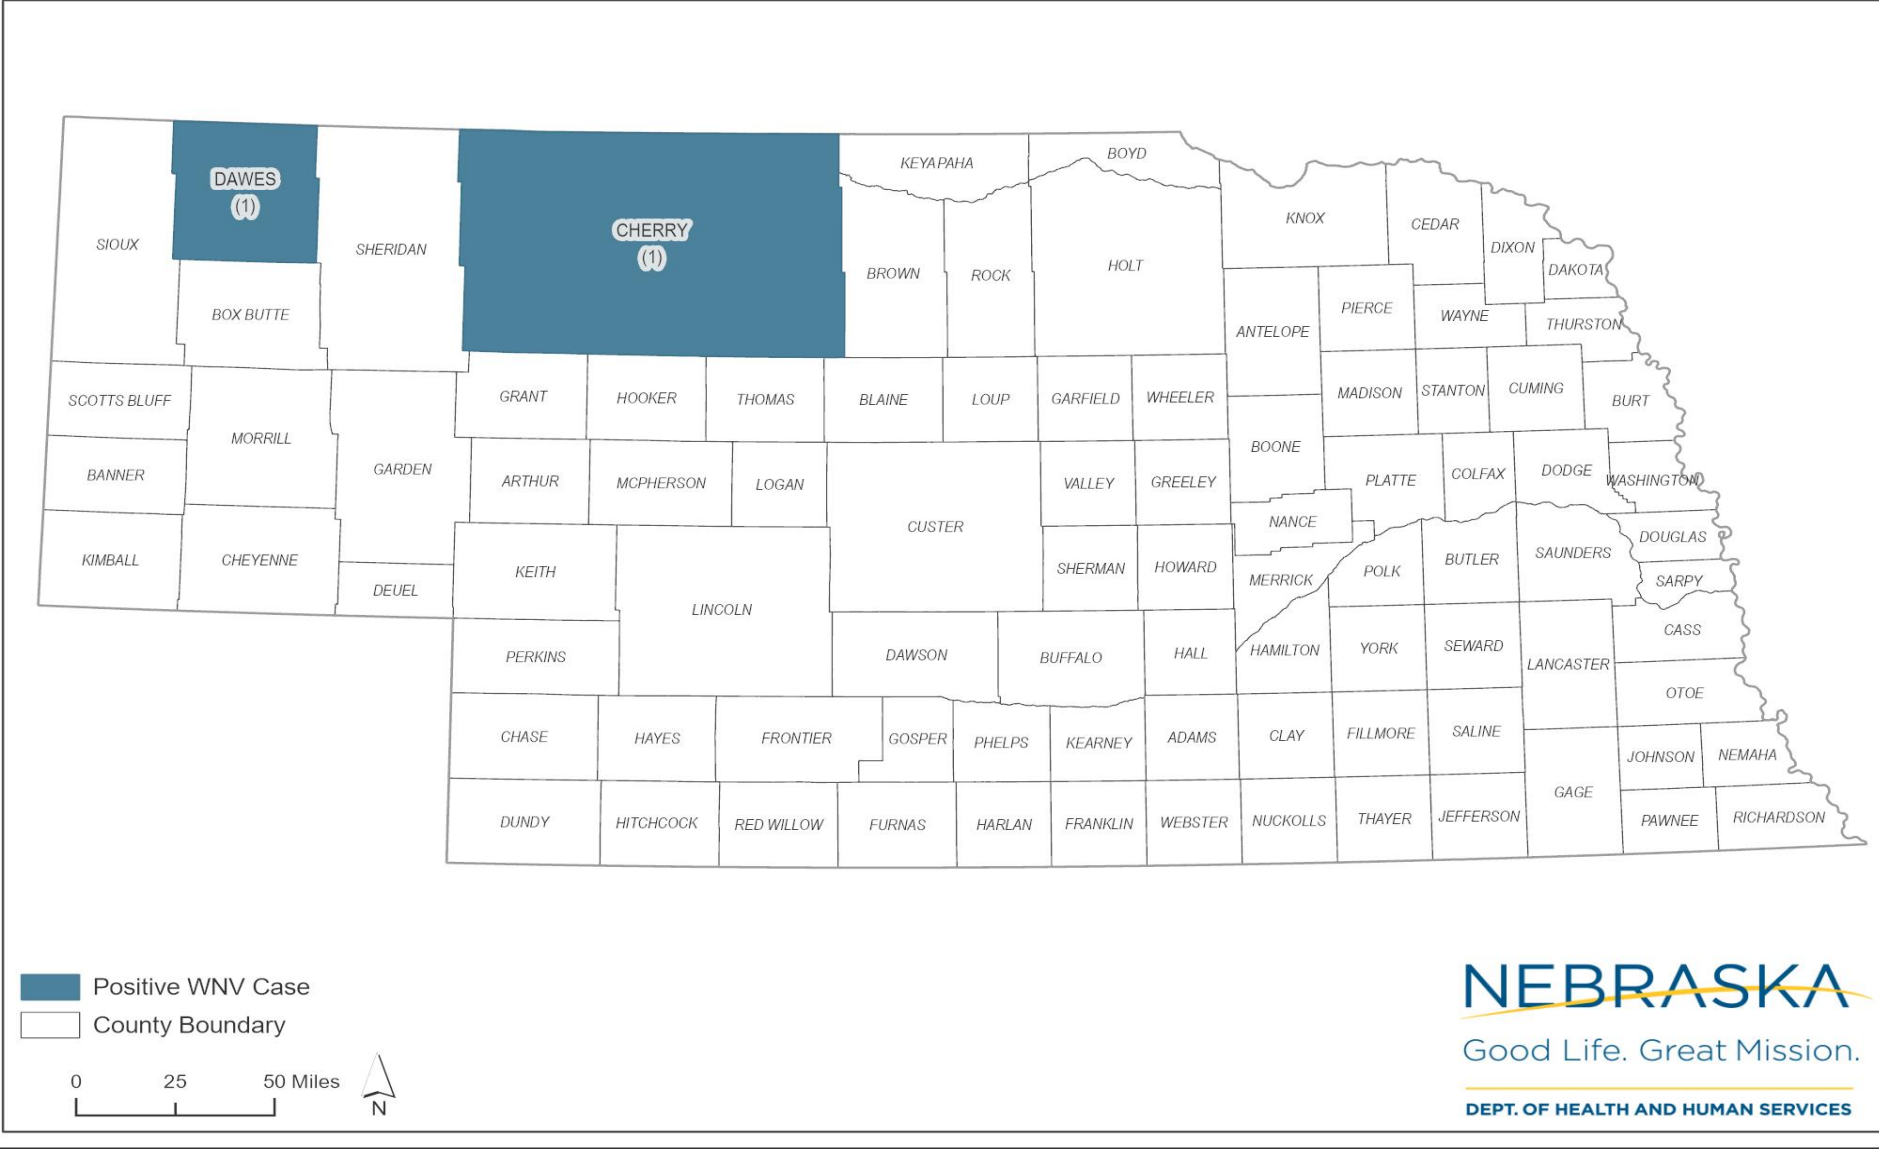 DAWES
(1)
CHERRY
(1)
KEYA PAHA
BOYD
SIOUX
SHERIDAN
BROWN
ROCK
HOLT
KNOX
CEDAR
DIXON
DAKOTA
BOX BUTTE
ANTELOPE
PIERCE
WAYNE
THURSTON
SCOTTS BLUFF
MORRILL
GARDEN
GRANT
HOOKER
THOMAS
BLAINE
LOUP
GARFIELD
WHEELER
MADISON
STANTON
CUMING
BURT
BOONE
BANNER
ARTHUR
MCPHERSON
LOGAN
CUSTER
VALLEY
GREELEY
PLATTE
COLFAX
DODGE
WASHINGTON
NANCE
KIMBALL
CHEYENNE
DEUEL
KEITH
LINCOLN
SHERMAN
HOWARD
MERRICK
POLK
BUTLER
SAUNDERS
DOUGLAS
SARPY
PERKINS
DAWSON
BUFFALO
HALL
HAMILTON
YORK
SEWARD
LANCASTER
CASS
OTOE
CHASE
HAYES
FRONTIER
GOSPER
PHELPS
KEARNEY
ADAMS
CLAY
FILLMORE
SALINE
JOHNSON
NEMAHA
DUNDY
HITCHCOCK
RED WILLOW
FURNAS
HARLAN
FRANKLIN
WEBSTER
NUCKOLLS
THAYER
JEFFERSON
GAGE
PAWNEE
RICHARDSON
Positive WNV Case
County Boundary
0 25 50 Miles
N
NEBRASKA
Good Life. Great Mission.
DEPT. OF HEALTH AND HUMAN SERVICES